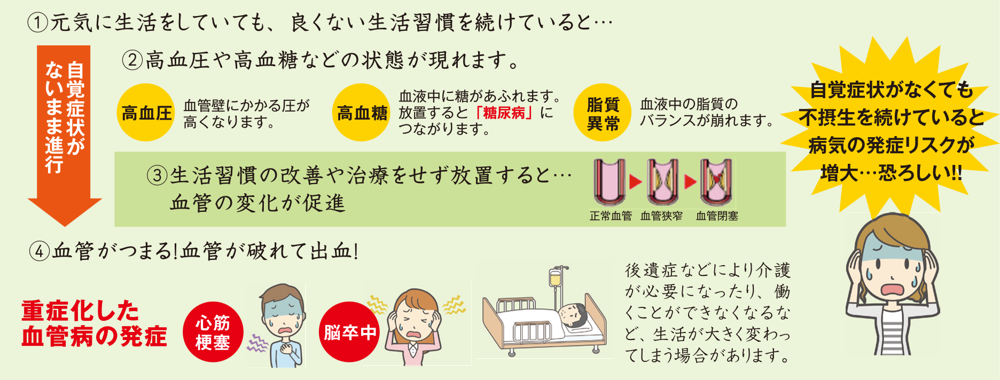 ①元気に生活をしていても、良くない生活習慣を続けていると…
自覚症状が
ないまま進行
②高血圧や高血糖などの状態が現れます。
高血圧
血管壁にかかる圧が
高くなります。
高血糖
血液中に糖があふれます。
放置すると「糖尿病」に
つながります。
脂質
異常
血液中の脂質の
バランスが崩れます。
③生活習慣の改善や治療をせず放置すると…
血管の変化が促進
正常血管
血管狭窄
血管閉塞
自覚症状がなくても
不摂生を続けていると
病気の発症リスクが
増大…恐ろしい!!
④血管がつまる!血管が破れて出血!
重症化した
血管病の発症
心筋
梗塞
脳卒中
後遺症などにより介護
が必要になったり、働
くことができなくなるな
ど、生活が大きく変わっ
てしまう場合があります。